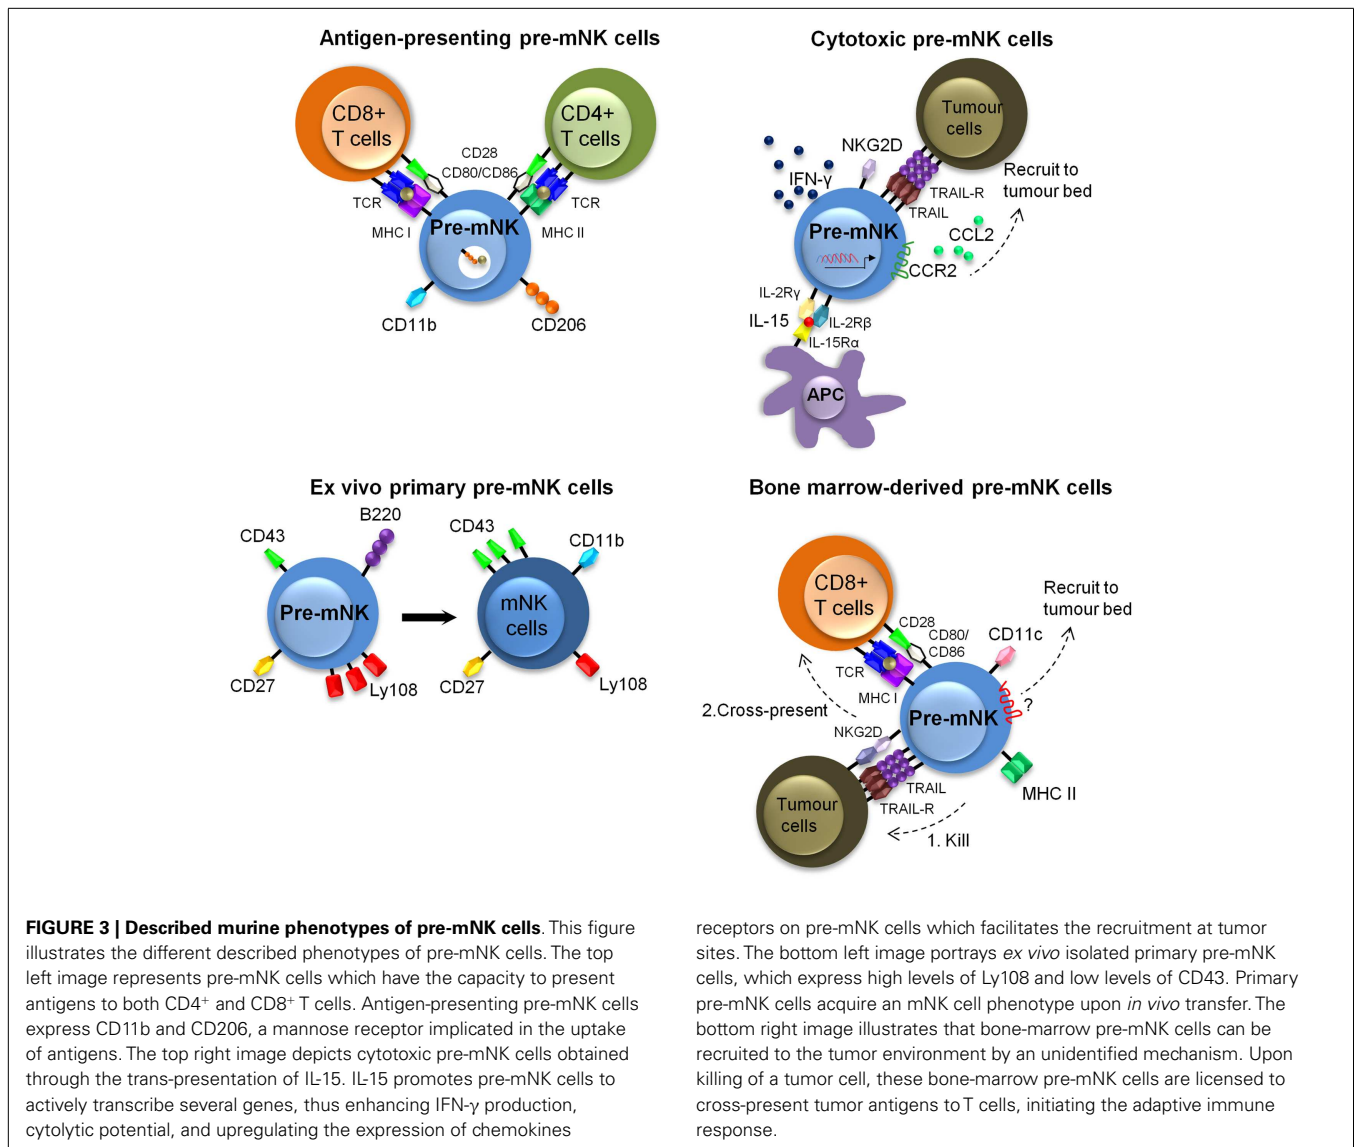 Antigen-presenting pre-mNK cells
CD8+
T cells
CD4+
T cells
CD28
CD80/CD86
TCR
TCR
MHC I
MHC II
Pre-mNK
CD11b
CD206
Cytotoxic pre-mNK cells
Tumour
cells
NKG2D
IFN-γ
TRAIL-R
TRAIL
Recruit to
tumour bed
Pre-mNK
CCL2
CCR2
IL-2Rγ
IL-15
IL-2Rβ
IL-15Rα
APC
Ex vivo primary pre-mNK cells
B220
CD43
Pre-mNK
CD27
Ly108
CD43
CD11b
mNK
cells
CD27
Ly108
Bone marrow-derived pre-mNK cells
CD8+
T cells
CD28
CD80/
CD86
TCR
MHC I
CD11c
Recruit to
tumour bed
2.Cross-present
Pre-mNK
?
NKG2D
MHC II
TRAIL
TRAIL-R
Tumour
cells
1. Kill
FIGURE 3 | Described murine phenotypes of pre-mNK cells. This figure
illustrates the different described phenotypes of pre-mNK cells. The top
left image represents pre-mNK cells which have the capacity to present
antigens to both CD4⁺ and CD8⁺ T cells. Antigen-presenting pre-mNK cells
express CD11b and CD206, a mannose receptor implicated in the uptake
of antigens. The top right image depicts cytotoxic pre-mNK cells obtained
through the trans-presentation of IL-15. IL-15 promotes pre-mNK cells to
actively transcribe several genes, thus enhancing IFN-γ production,
cytolytic potential, and upregulating the expression of chemokines
receptors on pre-mNK cells which facilitates the recruitment at tumor
sites. The bottom left image portrays ex vivo isolated primary pre-mNK
cells, which express high levels of Ly108 and low levels of CD43. Primary
pre-mNK cells acquire an mNK cell phenotype upon in vivo transfer. The
bottom right image illustrates that bone-marrow pre-mNK cells can be
recruited to the tumor environment by an unidentified mechanism. Upon
killing of a tumor cell, these bone-marrow pre-mNK cells are licensed to
cross-present tumor antigens to T cells, initiating the adaptive immune
response.